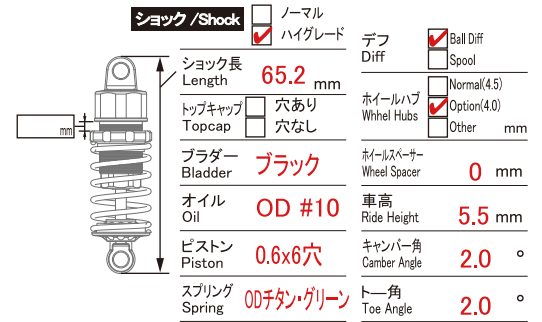 ショック /Shock
ノーマル
ハイグレード
ショック長
Length
65.2 mm
トップキャップ
Topcap
穴あり
穴なし
mm
ブラダー
Bladder
ブラック
オイル
Oil
OD #10
ピストン
Piston
0.6x6穴
スプリング
Spring
ODチタン・グリーン
デフ
Diff
Ball Diff
Spool
ホイールハブ
Whhel Hubs
Normal(4.5)
Option(4.0)
Other mm
ホイールスペーサー
Wheel Spacer
0 mm
車高
Ride Height
5.5 mm
キャンバー角
Camber Angle
2.0 °
トー角
Toe Angle
2.0 °